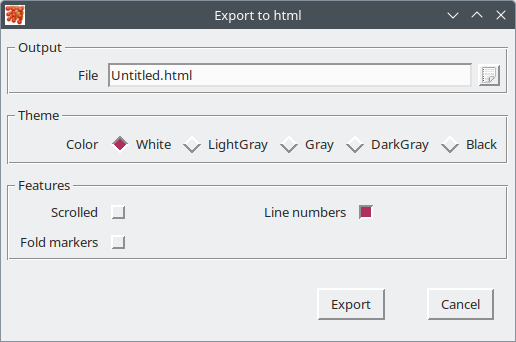 Export to html
Output
File Untitled.html
Theme
Color White LightGray Gray DarkGray Black
Features
Scrolled Line numbers
Fold markers
Export Cancel